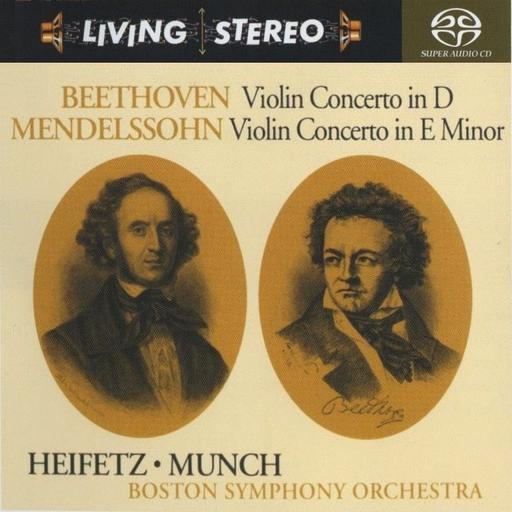 LIVING STEREO
SUPER AUDIO CD
BEETHOVEN Violin Concerto in D
MENDELSSOHN Violin Concerto in E Minor
Beethoven
HEIFETZ • MUNCH
BOSTON SYMPHONY ORCHESTRA